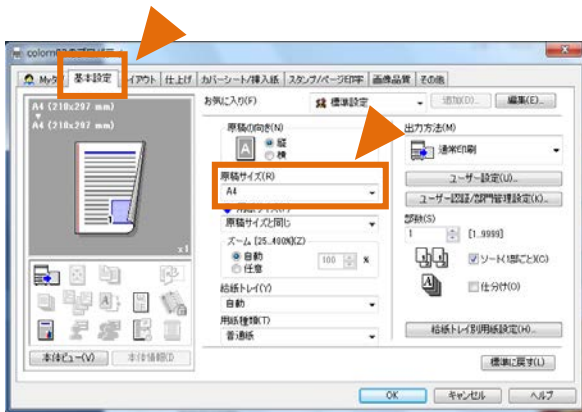 基本設定
レイアウト
仕上げ
カバーシート/挿入紙
スタンプ/ページ印字
画像品質
その他
A4 (210x297 mm)
A4 (210x297 mm)
x1
お気に入り(F)
標準設定
追加(D)...
編集(E)...
原稿の向き(N)
縦
横
原稿サイズ(R)
A4
原稿サイズと同じ
ズーム [25..400%](Z)
自動
任意
100
%
給紙トレイ(Y)
自動
用紙種類(T)
普通紙
出力方法(M)
通常印刷
ユーザー設定(U)...
ユーザー認証/部門管理設定(K)...
部数(S)
1
[1..9999]
ソート(1部ごと)(C)
仕分け(O)
給紙トレイ別用紙設定(H)...
本体ビュー(V)
本体情報(I)
標準に戻す(L)
OK
キャンセル
ヘルプ